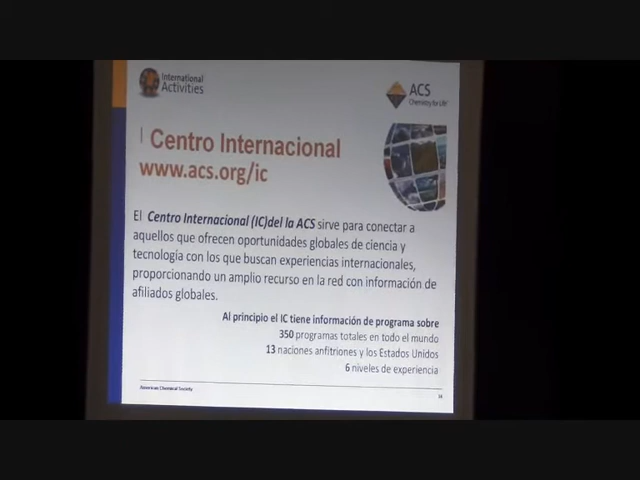 International
Activities
ACS
Chemistry for Life
Centro Internacional
www.acs.org/ic
El Centro Internacional (IC)del la ACS sirve para conectar a
aquellos que ofrecen oportunidades globales de ciencia y
tecnología con los que buscan experiencias internacionales,
proporcionando un amplio recurso en la red con información de
afiliados globales.
Al principio el IC tiene información de programa sobre
350 programas totales en todo el mundo
13 naciones anfitriones y los Estados Unidos
6 niveles de experiencia
American Chemical Society